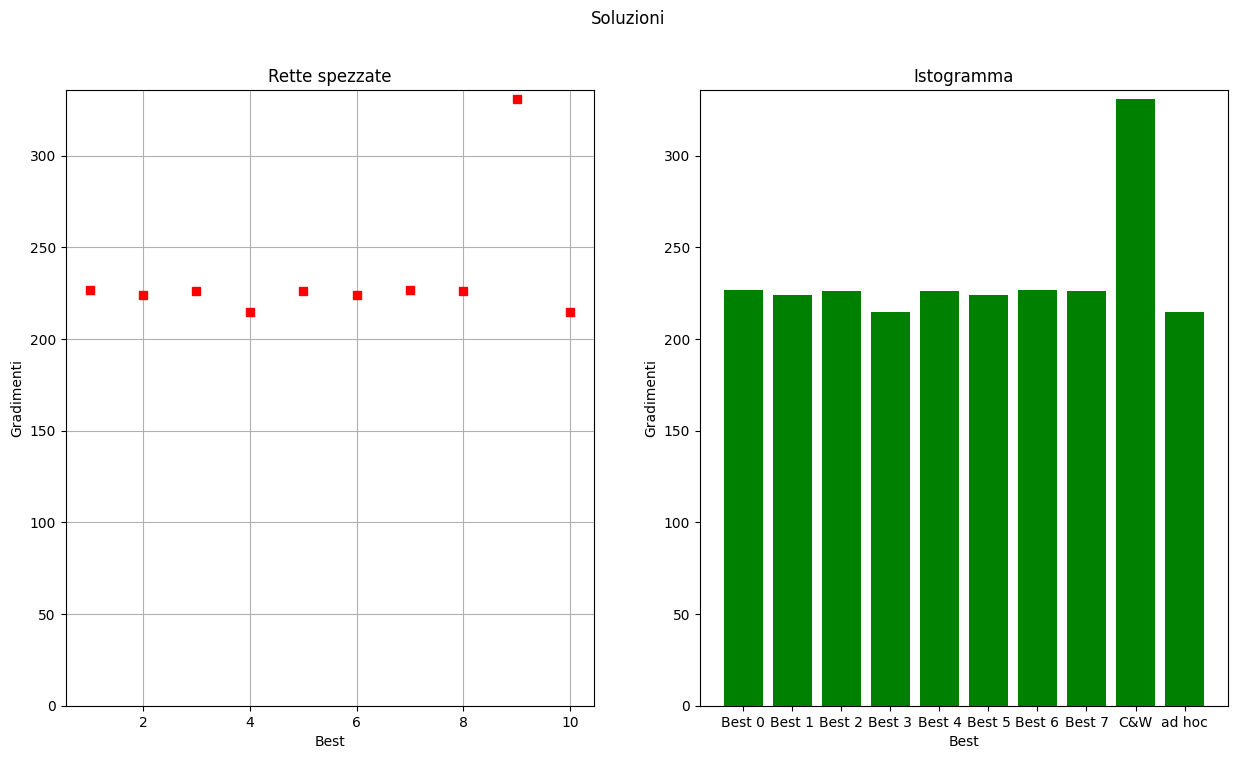 Soluzioni
Rette spezzate
300
250
200
150
100
50
0
Gradimenti
2 4 6 8 10
Best
Istogramma
300
250
200
150
100
50
0
Gradimenti
Best 0 Best 1 Best 2 Best 3 Best 4 Best 5 Best 6 Best 7 C&W ad hoc
Best